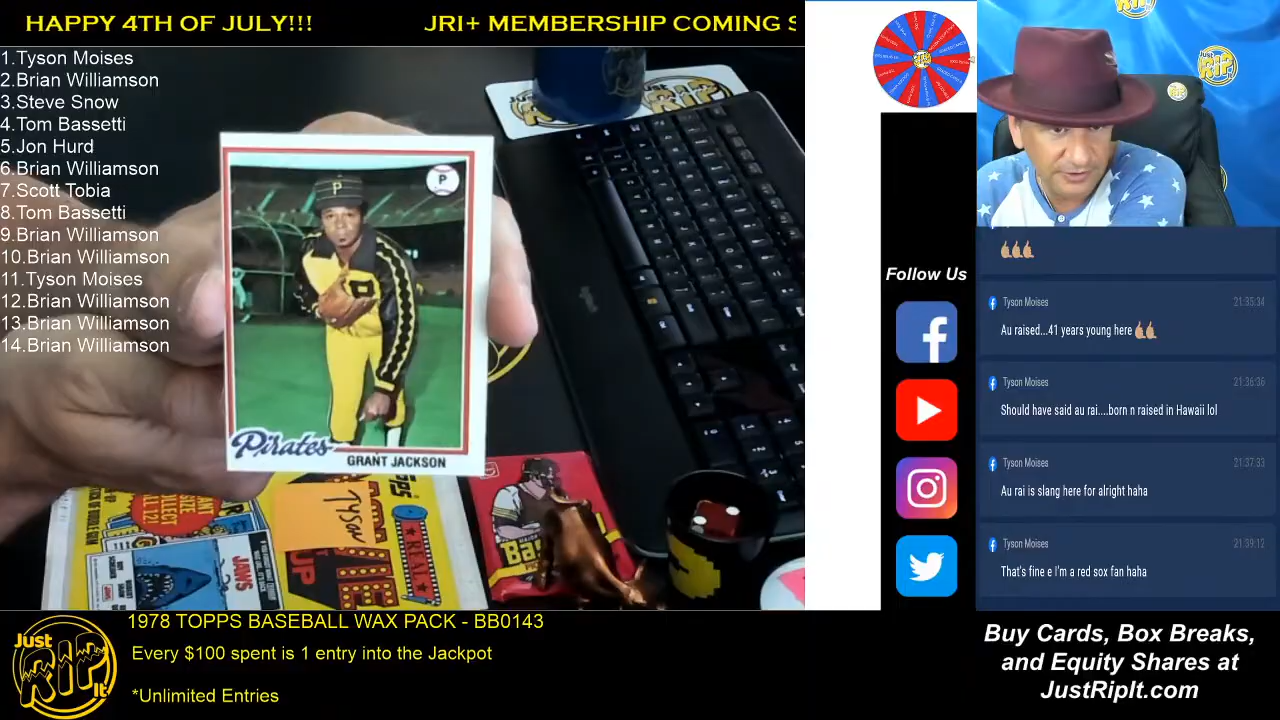 HAPPY 4TH OF JULY!!!
JRI+ MEMBERSHIP COMING S
1.Tyson Moises
2.Brian Williamson
3.Steve Snow
4.Tom Bassetti
5.Jon Hurd
6.Brian Williamson
7.Scott Tobia
8.Tom Bassetti
9.Brian Williamson
10.Brian Williamson
11.Tyson Moises
12.Brian Williamson
13.Brian Williamson
14.Brian Williamson
P
P
Pirates
GRANT JACKSON
TYSON
JAWS
REAL
UP
Just
RIP
It
Follow Us
Tyson Moises
21:35:34
Au raised...41 years young here
Tyson Moises
21:36:36
Should have said au rai....born n raised in Hawaii lol
Tyson Moises
21:37:33
Au rai is slang here for alright haha
Tyson Moises
21:39:12
That's fine e I'm a red sox fan haha
Just
RIP
It
1978 TOPPS BASEBALL WAX PACK - BB0143
Every $100 spent is 1 entry into the Jackpot
*Unlimited Entries
Buy Cards, Box Breaks,
and Equity Shares at
JustRipIt.com